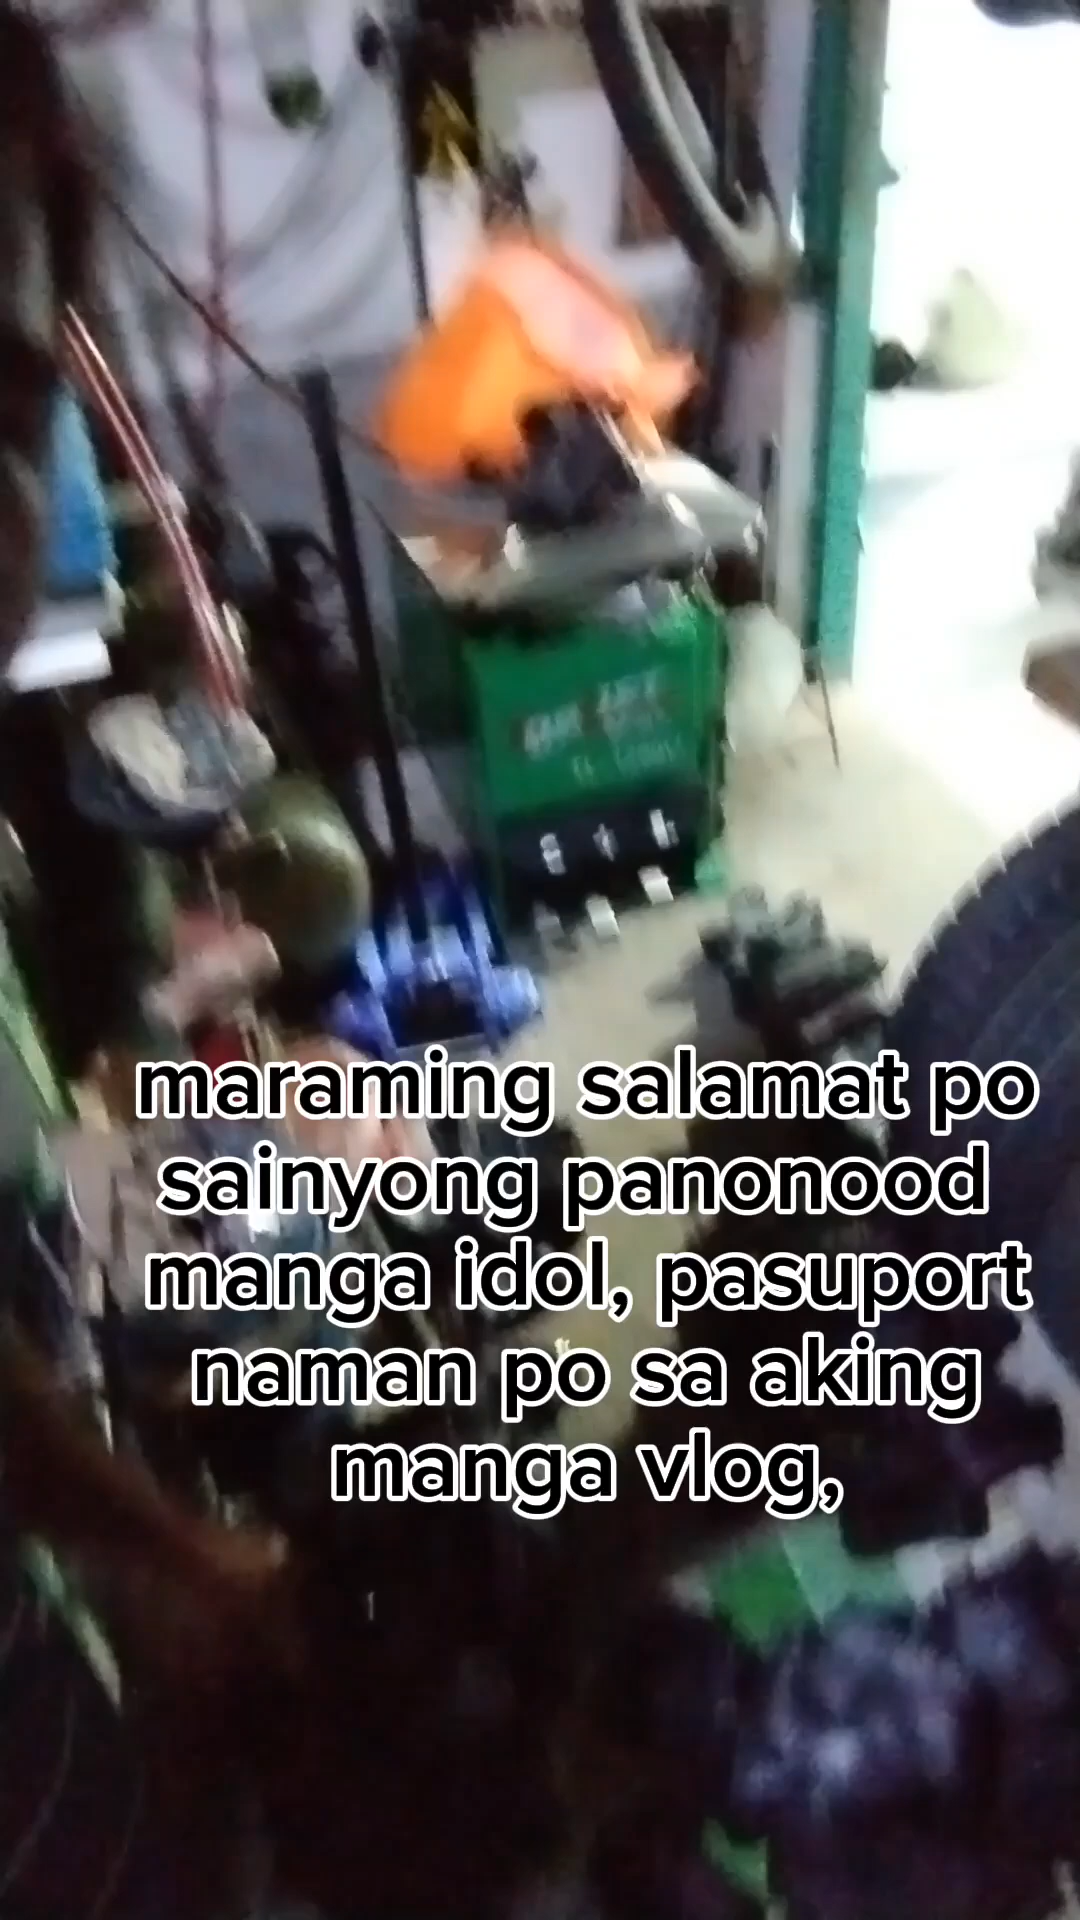 maraming salamat po
sainyong panonood
manga idol, pasuport
naman po sa aking
manga vlog,